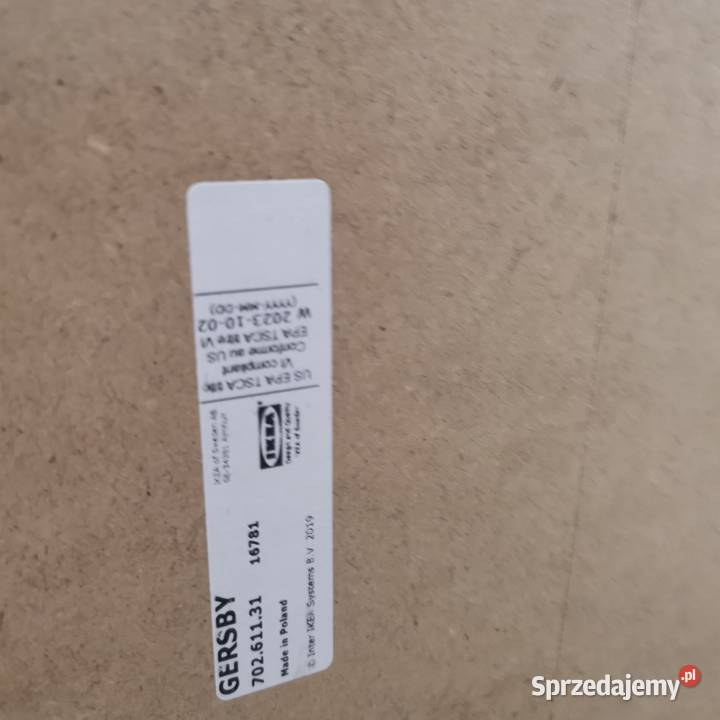 GERSBY
702.611.31 16781
Made in Poland
© Inter IKEA Systems B.V. 2019
IKEA of Sweden AB,
SE-34381 Älmhult
IKEA
Design and Quality
IKEA of Sweden
US EPA TSCA title
VI compliant
Conforme au US
EPA TSCA titre VI
W 2023-10-02
(YYYY-MM-DD)
Sprzedajemy.pl